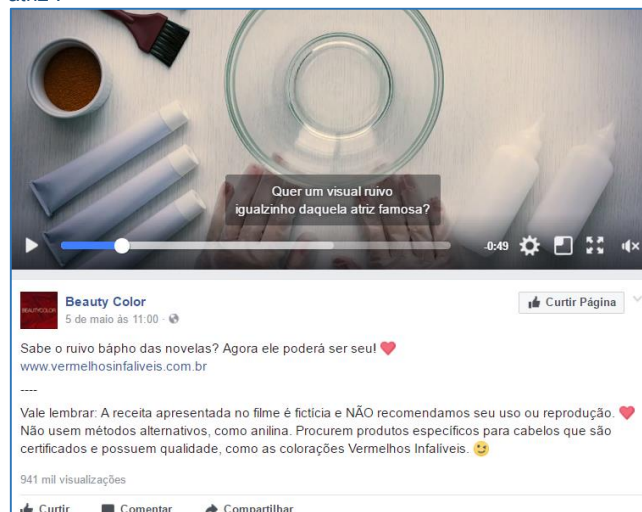 Quer um visual ruivo
igualzinho daquela atriz famosa?
-0:49
BEAUTYCOLOR
Beauty Color
5 de maio às 11:00 ·
Curtir Página
Sabe o ruivo bápho das novelas? Agora ele poderá ser seu!
www.vermelhosinfaliveis.com.br
----
Vale lembrar: A receita apresentada no filme é fictícia e NÃO recomendamos seu uso ou reprodução.
Não usem métodos alternativos, como anilina. Procurem produtos específicos para cabelos que são
certificados e possuem qualidade, como as colorações Vermelhos Infalíveis.
941 mil visualizações
Curtir Comentar Compartilhar